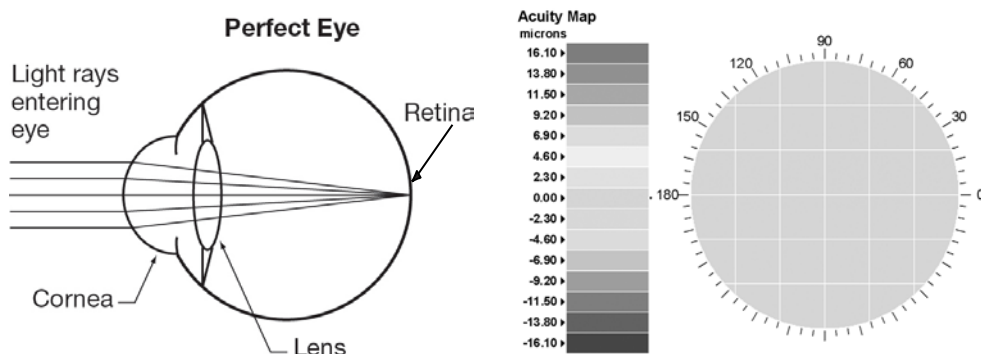 Perfect Eye
Light rays
entering
eye
Retina
Cornea
Lens
Acuity Map
microns
16.10
13.80
11.50
9.20
6.90
4.60
2.30
0.00
-2.30
-4.60
-6.90
-9.20
-11.50
-13.80
-16.10
90
120
60
150
30
180
0